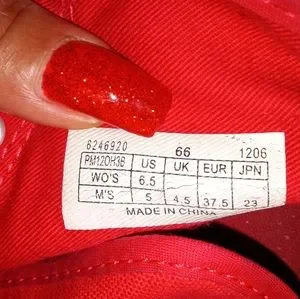 6246920 66 1206
PM12OH3B US UK EUR JPN
WO'S 6.5
M'S 5 4.5 37.5 23
MADE IN CHINA